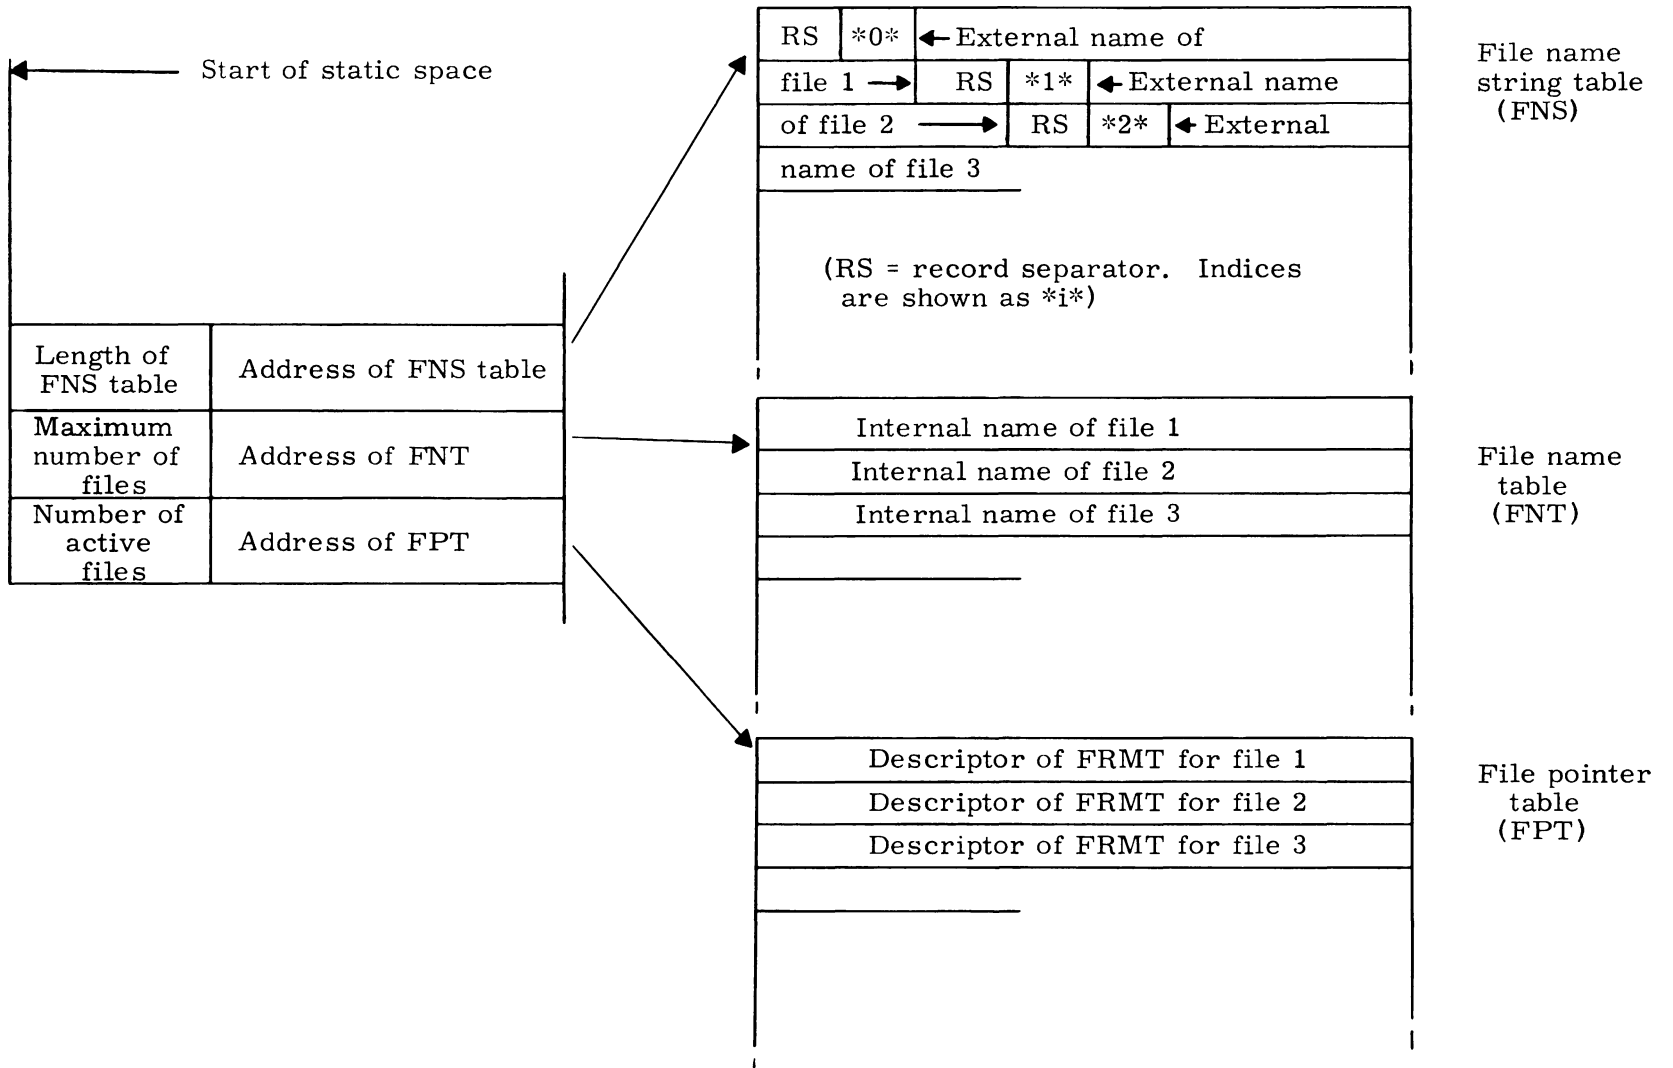 Start of static space
Length of
FNS table
Address of FNS table
Maximum
number of
files
Address of FNT
Number of
active
files
Address of FPT
RS *0* External name of
file 1 RS *1* External name
of file 2 RS *2* External
name of file 3
(RS = record separator. Indices
are shown as *i*)
File name
string table
(FNS)
Internal name of file 1
Internal name of file 2
Internal name of file 3
File name
table
(FNT)
Descriptor of FRMT for file 1
Descriptor of FRMT for file 2
Descriptor of FRMT for file 3
File pointer
table
(FPT)